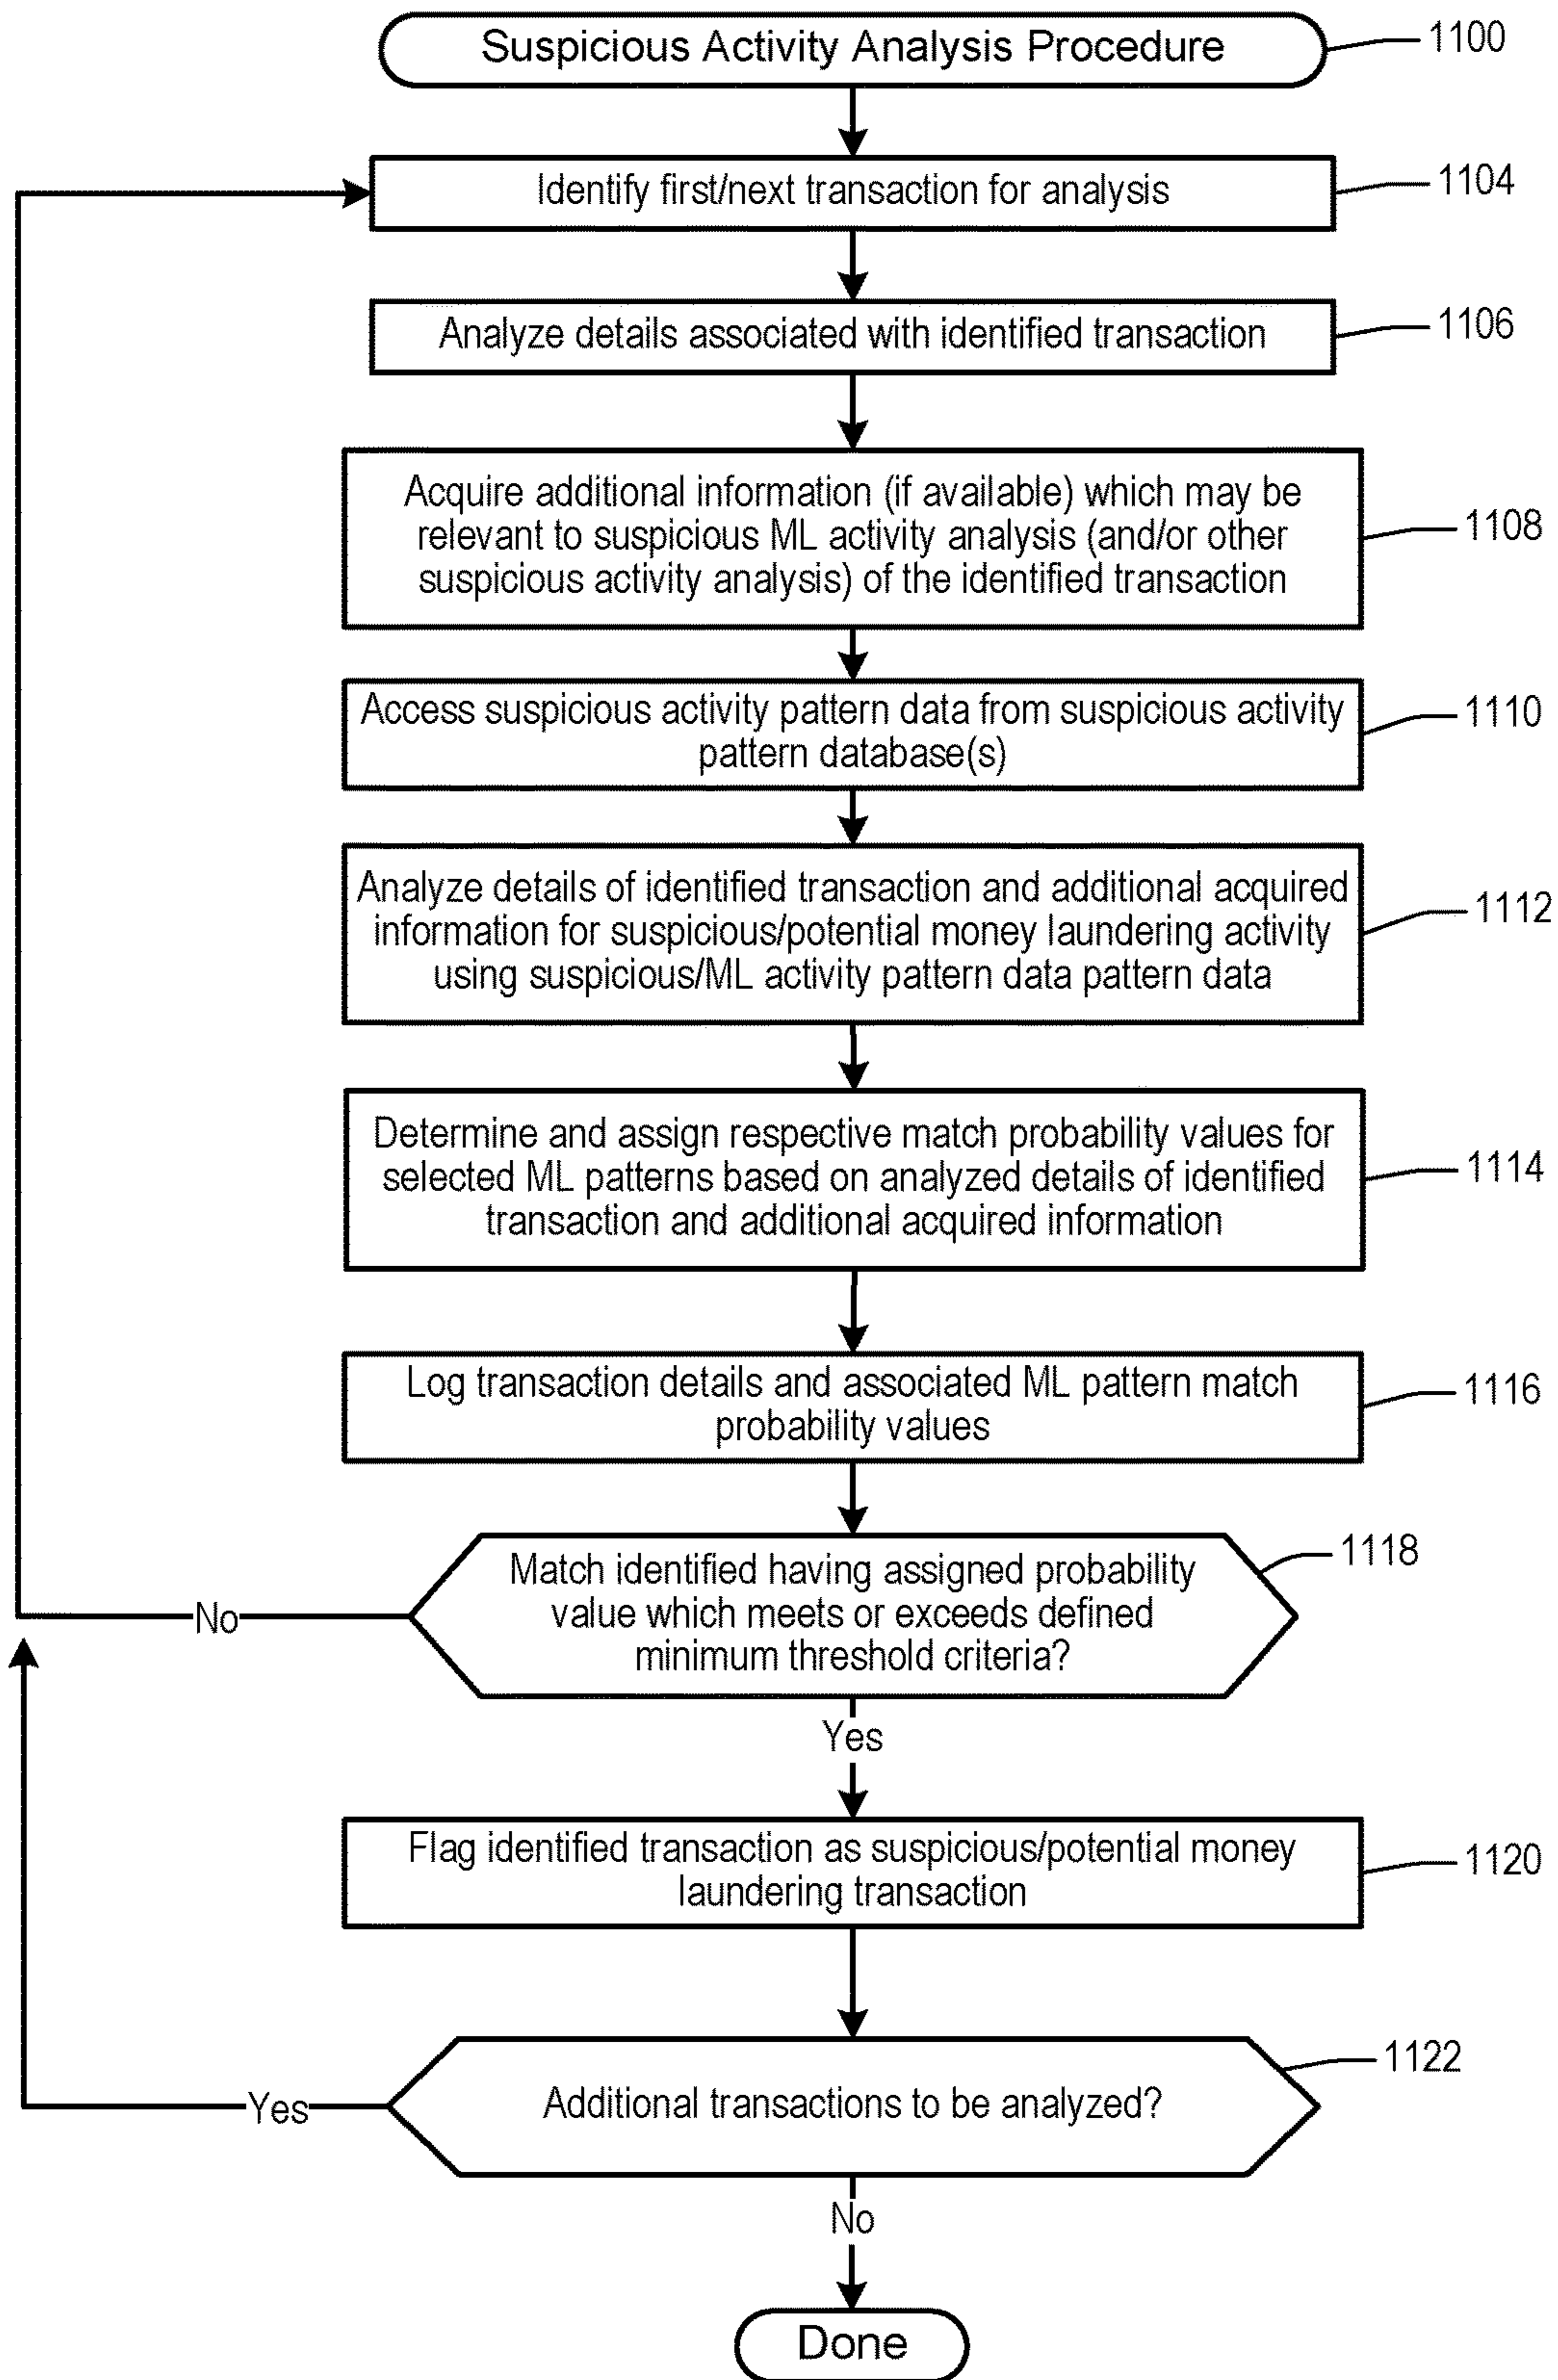 Suspicious Activity Analysis Procedure
1100
Identify first/next transaction for analysis
1104
Analyze details associated with identified transaction
1106
Acquire additional information (if available) which may be
relevant to suspicious ML activity analysis (and/or other
suspicious activity analysis) of the identified transaction
1108
Access suspicious activity pattern data from suspicious activity
pattern database(s)
1110
Analyze details of identified transaction and additional acquired
information for suspicious/potential money laundering activity
using suspicious/ML activity pattern data pattern data
1112
Determine and assign respective match probability values for
selected ML patterns based on analyzed details of identified
transaction and additional acquired information
1114
Log transaction details and associated ML pattern match
probability values
1116
Match identified having assigned probability
value which meets or exceeds defined
minimum threshold criteria?
1118
No
Yes
Flag identified transaction as suspicious/potential money
laundering transaction
1120
Additional transactions to be analyzed?
1122
Yes
No
Done